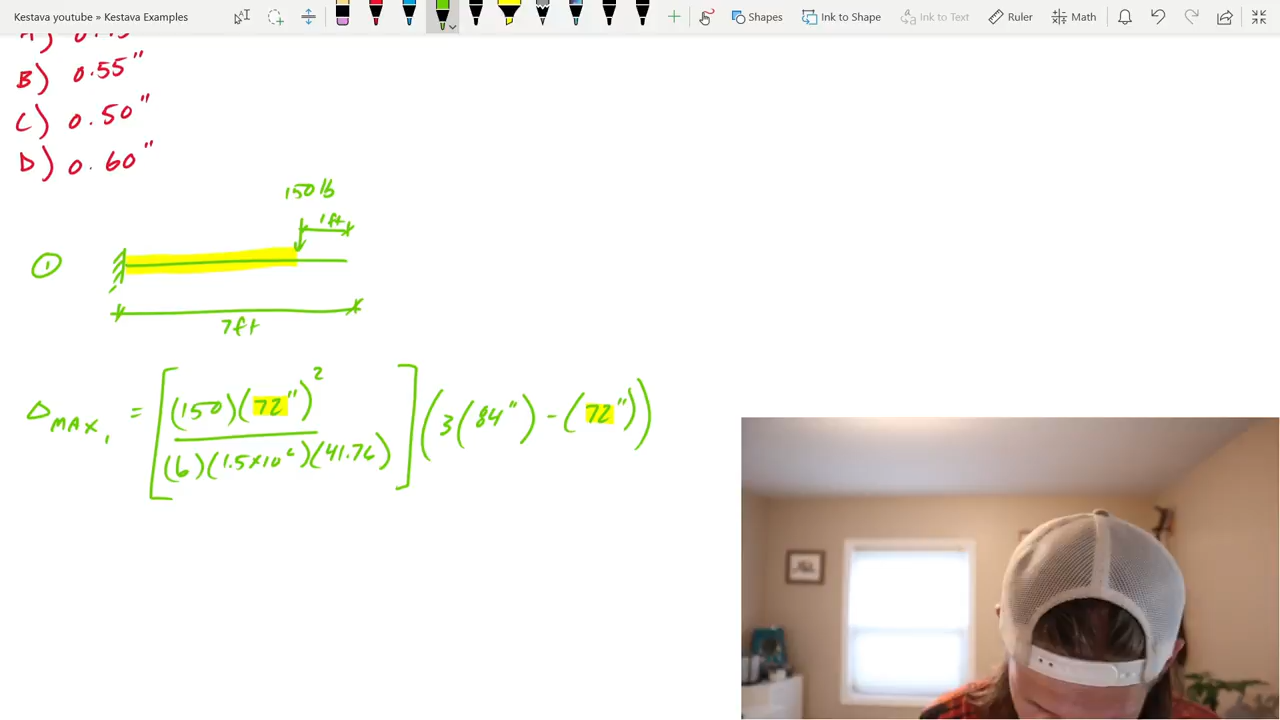 Kestava youtube » Kestava Examples
Shapes
Ink to Shape
Ink to Text
Ruler
Math
B) 0.55"
C) 0.50"
D) 0.60"
150 lb
1ft
①
7ft
Δ MAX₁ = [ (150)(72")² / (6)(1.5x10⁶)(41.76) ] (3(84") - (72"))